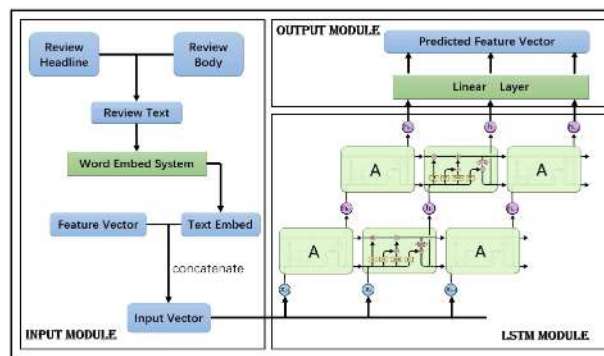 Review
Headline
Review
Body
Review Text
Word Embed System
Feature Vector
Text Embed
concatenate
Input Vector
INPUT MODULE
OUTPUT MODULE
Predicted Feature Vector
Linear Layer
A
A
A
A
LSTM MODULE